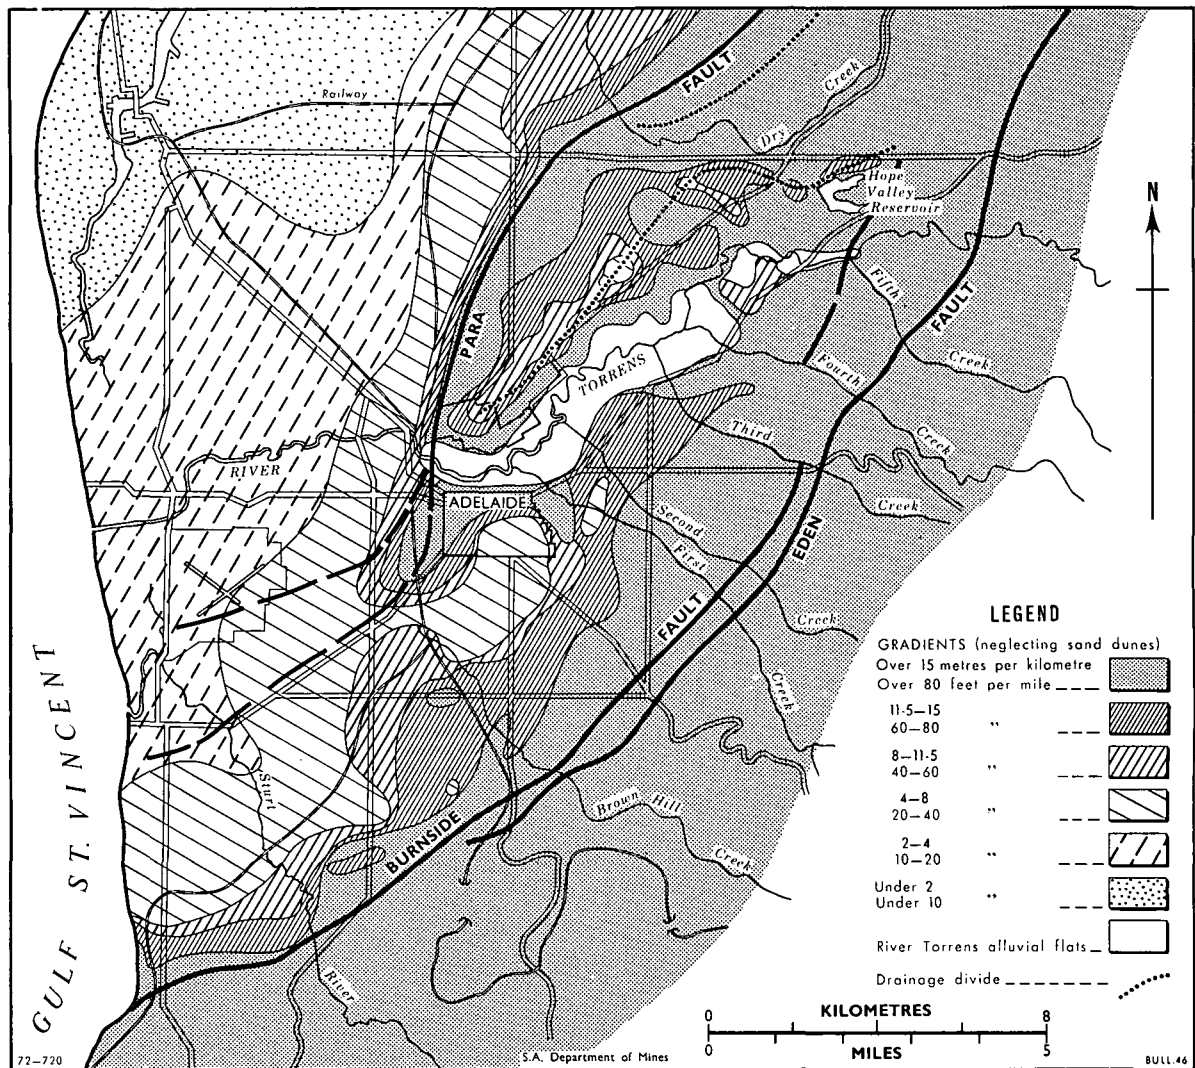 FAULT
Creek
Dry
Railway
Hope
Valley
Reservoir
N
PARA
TORRENS
Fifth
FAULT
Creek
Fourth
Creek
Third
Creek
RIVER
ADELAIDE
Second
First
EDEN
FAULT
Creek
Creek
Sturt
Brown Hill
Creek
BURNSIDE
River
GULF ST. VINCENT
LEGEND
GRADIENTS (neglecting sand dunes)
Over 15 metres per kilometre
Over 80 feet per mile
11·5—15
60—80 "
8—11·5
40—60 "
4—8
20—40 "
2—4
10—20 "
Under 2
Under 10 "
River Torrens alluvial flats
Drainage divide
KILOMETRES
0 8
0 5
MILES
72—720
S.A. Department of Mines
BULL.46